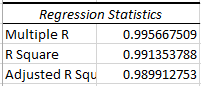 Regression Statistics
Multiple R 0.995667509
R Square 0.991353788
Adjusted R Squ 0.989912753